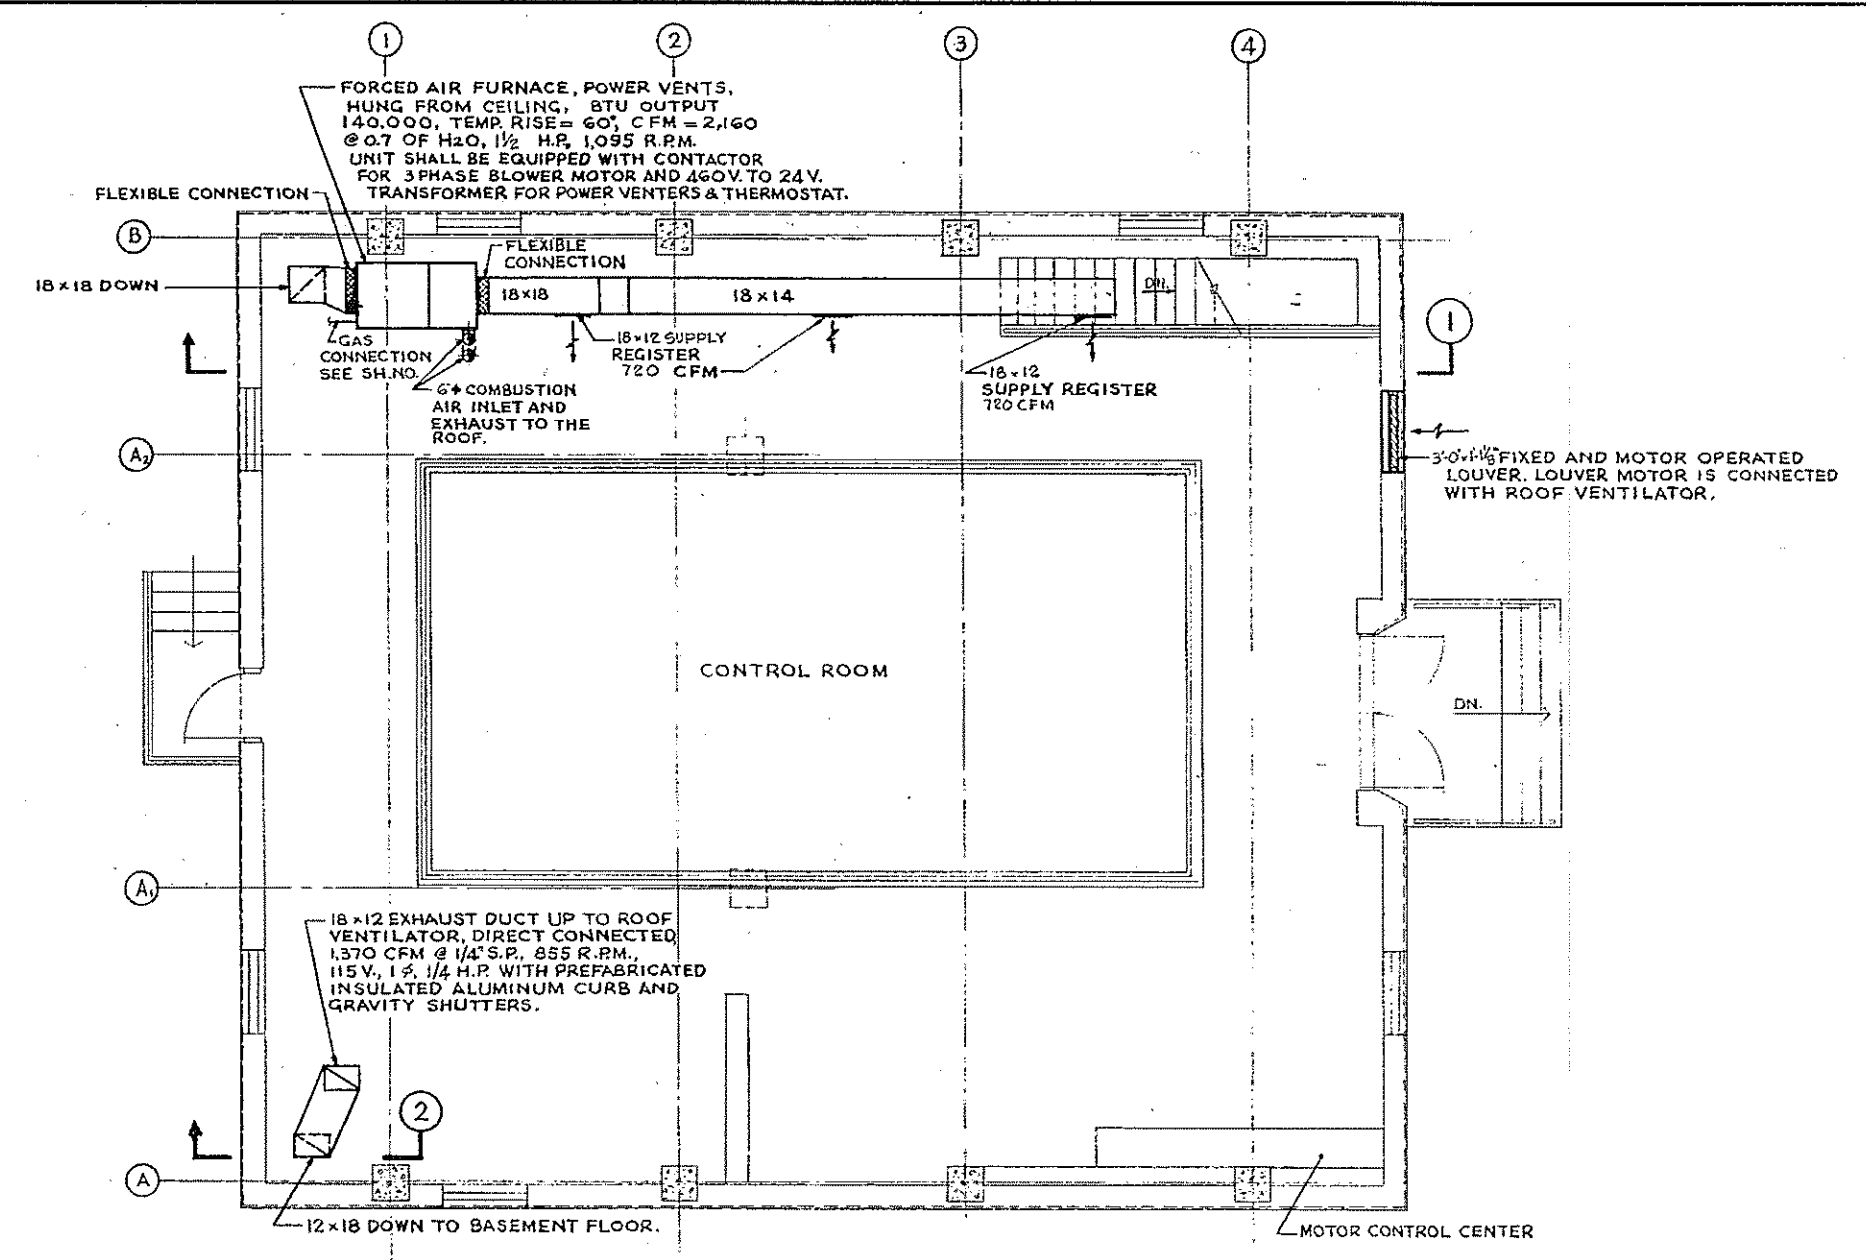 1
2
3
4
FORCED AIR FURNACE, POWER VENTS,
HUNG FROM CEILING, BTU OUTPUT
140,000, TEMP. RISE = 60°, CFM = 2,160
@ 0.7 OF H2O, 1½ H.P., 1,095 R.P.M.
UNIT SHALL BE EQUIPPED WITH CONTACTOR
FOR 3 PHASE BLOWER MOTOR AND 460V. TO 24V.
TRANSFORMER FOR POWER VENTERS & THERMOSTAT.
FLEXIBLE CONNECTION
B
FLEXIBLE
CONNECTION
18×18 DOWN
18×18
18×14
DN.
GAS
CONNECTION
SEE SH. NO.
18×12 SUPPLY
REGISTER
720 CFM
18×12
SUPPLY REGISTER
720 CFM
1
6"ϕ COMBUSTION
AIR INLET AND
EXHAUST TO THE
ROOF.
A2
FIXED AND MOTOR OPERATED
LOUVER. LOUVER MOTOR IS CONNECTED
WITH ROOF VENTILATOR.
CONTROL ROOM
DN.
A1
18×12 EXHAUST DUCT UP TO ROOF
VENTILATOR, DIRECT CONNECTED,
1,370 CFM @ 1/4" S.P., 855 R.P.M.,
115 V., 1 ϕ, 1/4 H.P. WITH PREFABRICATED
INSULATED ALUMINUM CURB AND
GRAVITY SHUTTERS.
2
A
12×18 DOWN TO BASEMENT FLOOR.
MOTOR CONTROL CENTER